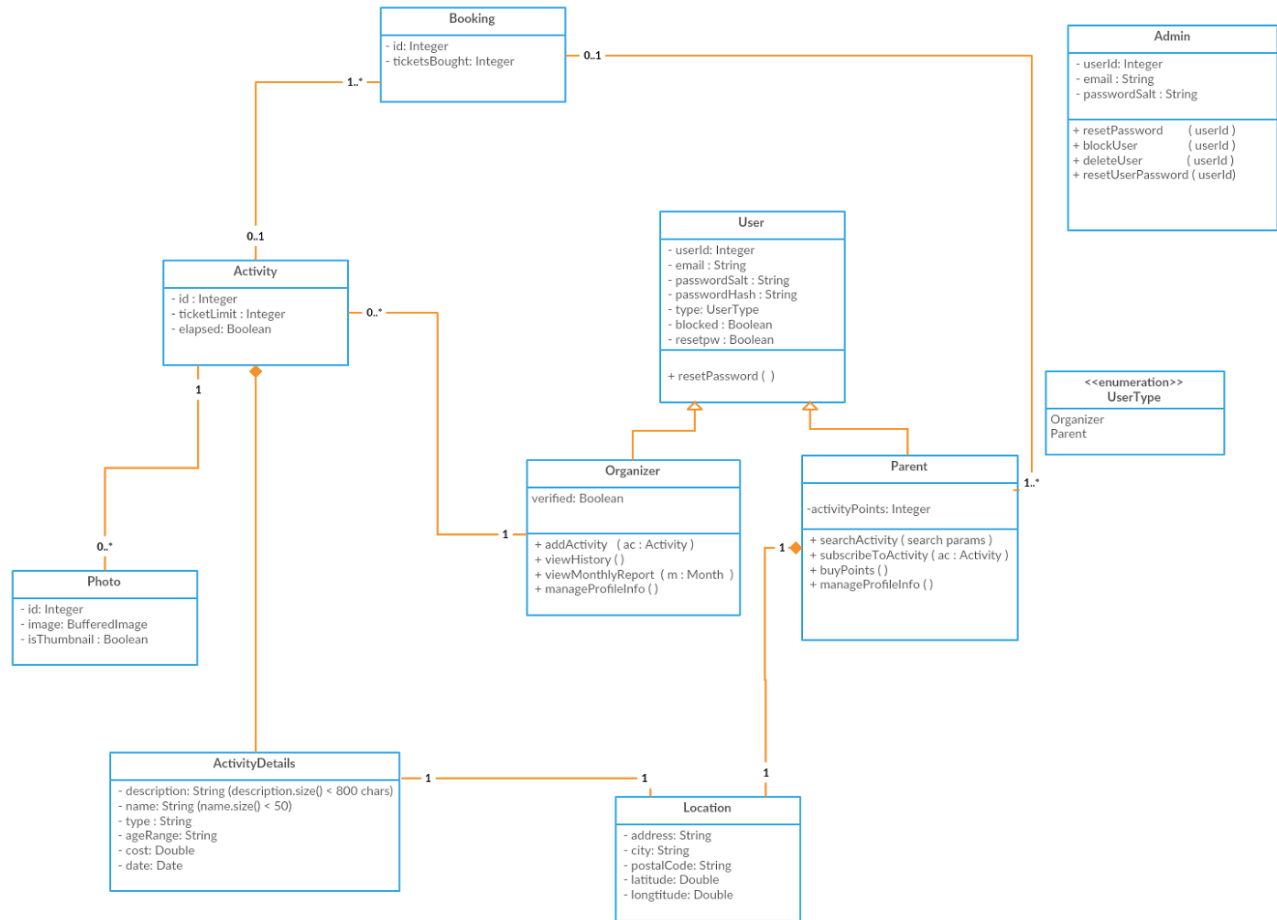 Booking
- id: Integer
- ticketsBought: Integer
0..1
1..*
Admin
- userId: Integer
- email : String
- passwordSalt : String
+ resetPassword ( userId )
+ blockUser ( userId )
+ deleteUser ( userId )
+ resetUserPassword ( userId)
0..1
Activity
- id : Integer
- ticketLimit : Integer
- elapsed: Boolean
0..*
1
User
- userId: Integer
- email : String
- passwordSalt : String
- passwordHash : String
- type: UserType
- blocked : Boolean
- resetpw : Boolean
+ resetPassword ( )
<<enumeration>>
UserType
Organizer
Parent
Organizer
verified: Boolean
+ addActivity ( ac : Activity )
+ viewHistory ( )
+ viewMonthlyReport ( m : Month )
+ manageProfileInfo ( )
1
Parent
-activityPoints: Integer
+ searchActivity ( search params )
+ subscribeToActivity ( ac : Activity )
+ buyPoints ( )
+ manageProfileInfo ( )
1..*
1
0..*
Photo
- id: Integer
- image: BufferedImage
- isThumbnail : Boolean
ActivityDetails
- description: String (description.size() < 800 chars)
- name: String (name.size() < 50)
- type : String
- ageRange: String
- cost: Double
- date: Date
1
1
1
Location
- address: String
- city: String
- postalCode: String
- latitude: Double
- longtitude: Double